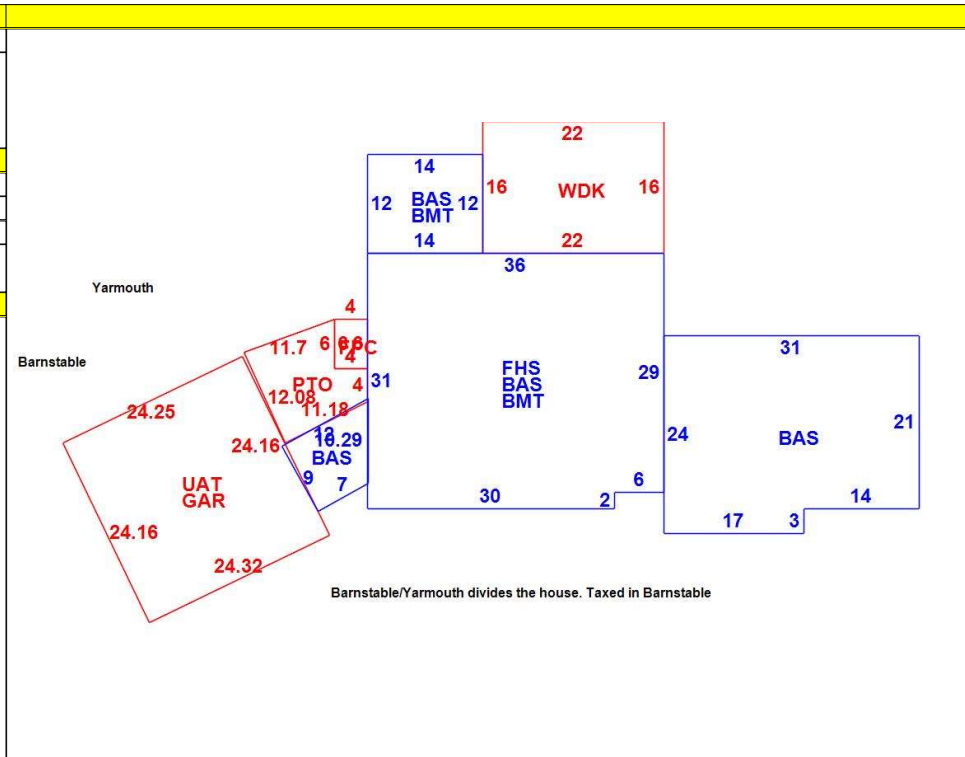 22
14
12
BAS
12
16
WDK
16
BMT
14
22
36
Yarmouth
4
11.7
6
6
Barnstable
4
31
FHS
BAS
BMT
29
31
PTO
4
12.08
11.18
24.25
12
10.29
24.16
24
BAS
21
BAS
9
7
UAT
GAR
30
2
6
14
17
3
24.16
24.32
Barnstable/Yarmouth divides the house. Taxed in Barnstable